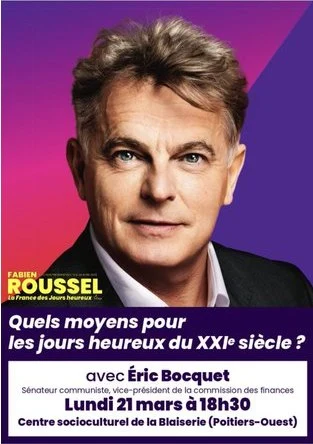 FABIEN
ROUSSEL
La France des Jours heureux
Quels moyens pour
les jours heureux du XXIe siècle ?
avec Éric Bocquet
Sénateur communiste, vice-président de la commission des finances
Lundi 21 mars à 18h30
Centre socioculturel de la Blaiserie (Poitiers-Ouest)